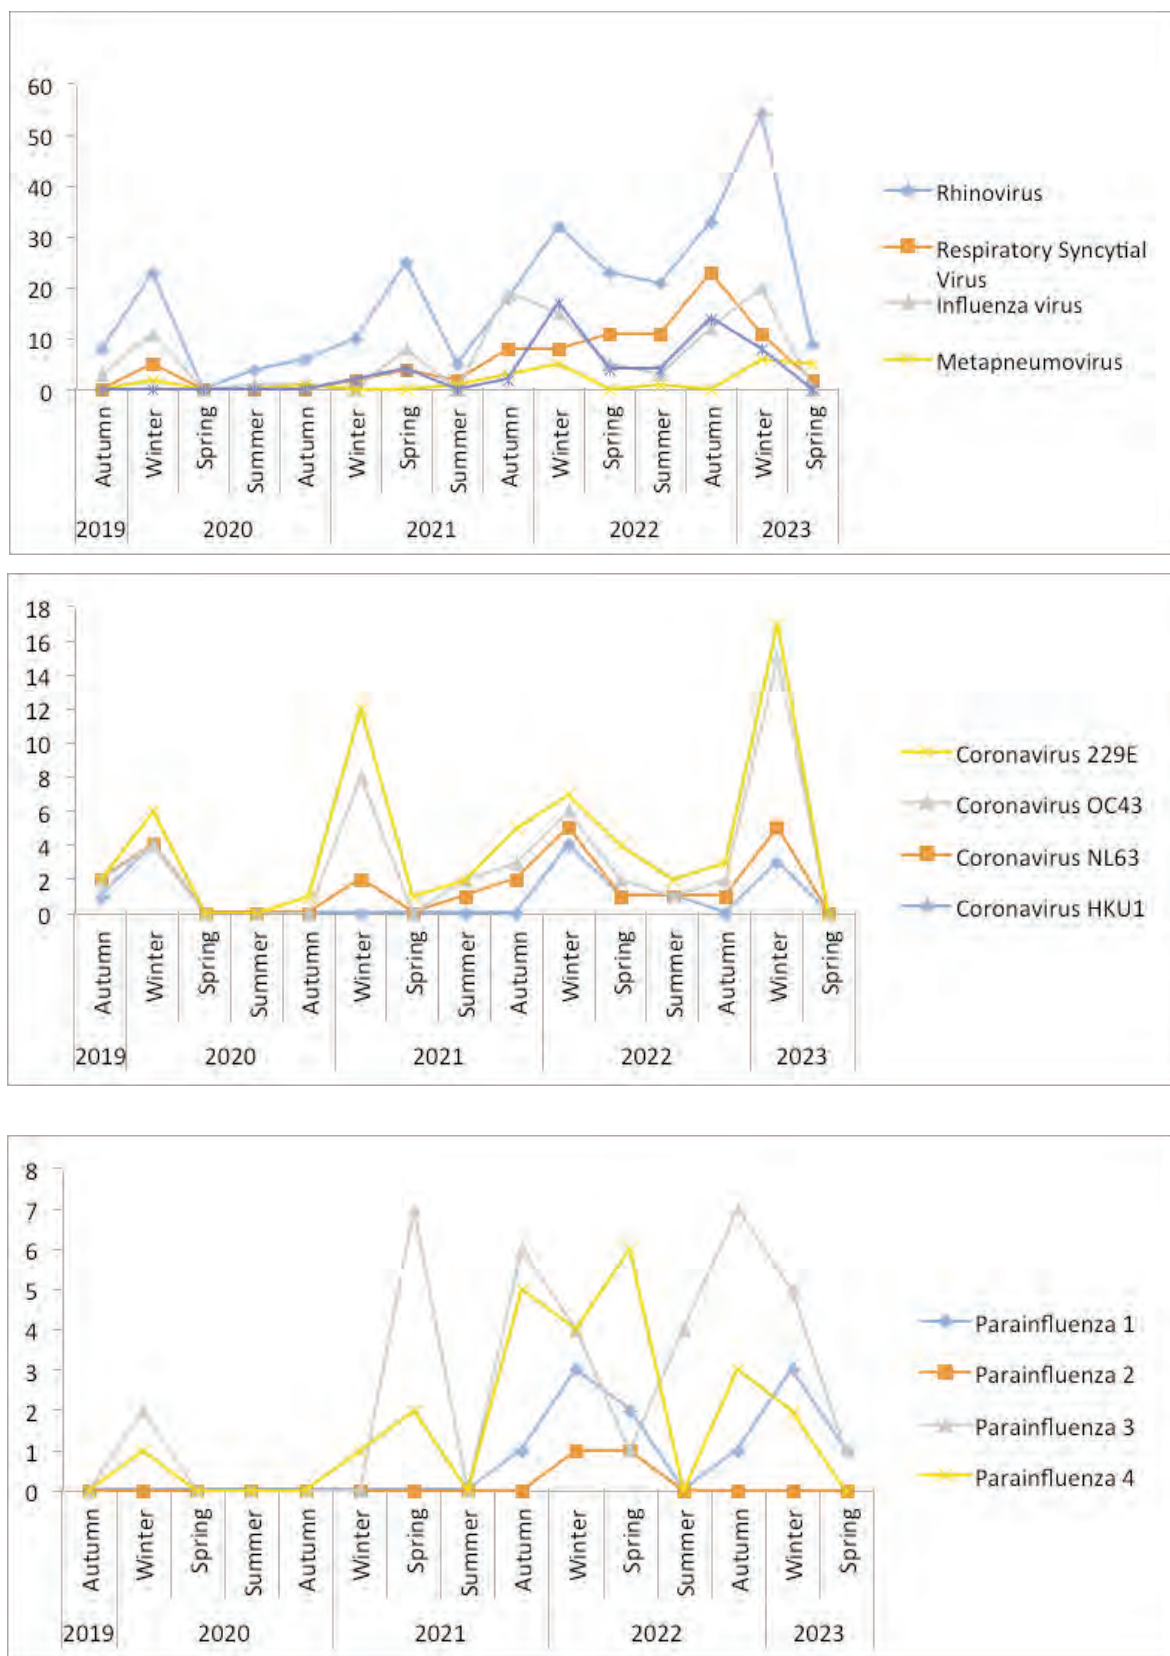 60
50
40
30
20
10
0
Rhinovirus
Respiratory Syncytial
Virus
Influenza virus
Metapneumovirus
Autumn Winter Spring Summer Autumn Winter Spring Summer Autumn Winter Spring Summer Autumn Winter Spring
2019 2020 2021 2022 2023
18
16
14
12
10
8
6
4
2
0
Coronavirus 229E
Coronavirus OC43
Coronavirus NL63
Coronavirus HKU1
Autumn Winter Spring Summer Autumn Winter Spring Summer Autumn Winter Spring Summer Autumn Winter Spring
2019 2020 2021 2022 2023
8
7
6
5
4
3
2
1
0
Parainfluenza 1
Parainfluenza 2
Parainfluenza 3
Parainfluenza 4
Autumn Winter Spring Summer Autumn Winter Spring Summer Autumn Winter Spring Summer Autumn Winter Spring
2019 2020 2021 2022 2023